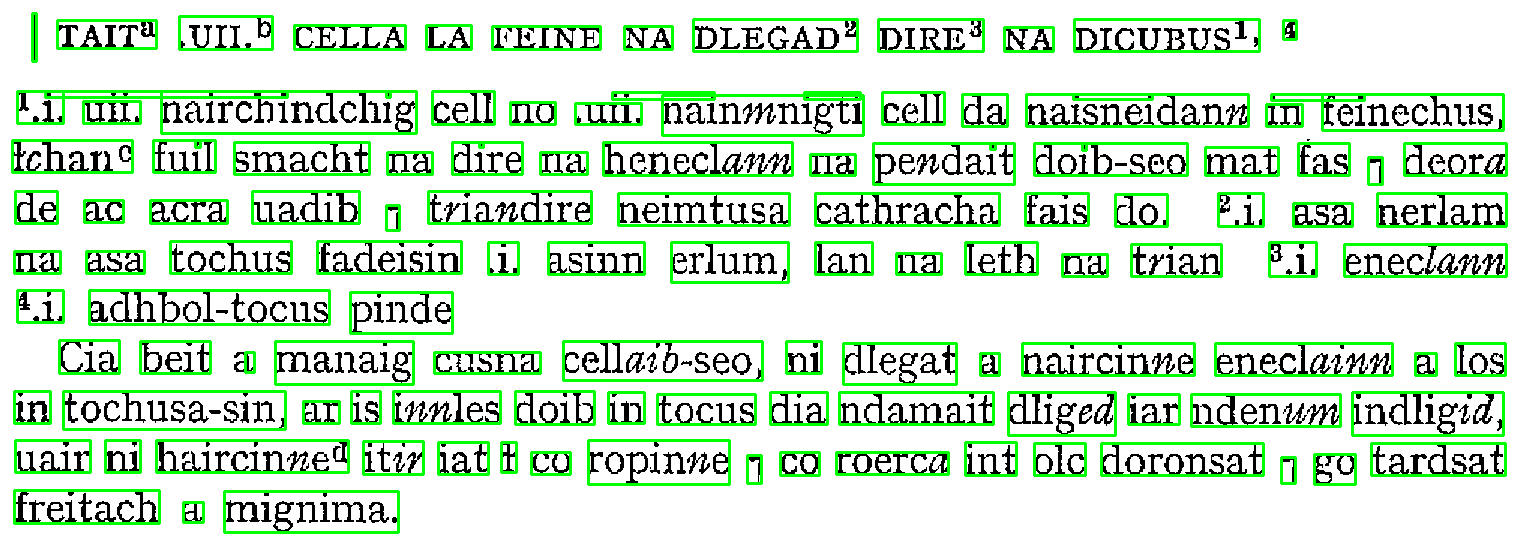 TAITᵃ .UII.ᵇ CELLA LA FEINE NA DLEGAD² DIRE³ NA DICUBUS¹, ⁴
¹.i. uii. nairchindchig cell no .uii. nainmnigti cell da naisneidann in feinechus,
łchanᶜ fuil smacht na dire na heneclann na pendait doib-seo mat fas ⁊ deora
de ac acra uadib ⁊ triandire neimtusa cathracha fais do. ².i. asa nerlam
na asa tochus fadeisin .i. asinn erlum, lan na leth na trian ³.i. eneclann
⁴.i. adhbol-tocus pinde
Cia beit a manaig cusna cellaib-seo, ni dlegat a naircinne eneclainn a los
in tochusa-sin, ar is innles doib in tocus dia ndamait dliged iar ndenum indligid,
uair ni haircinneᵈ itir iat ł co ropinne ⁊ co roerca int olc doronsat ⁊ go tardsat
freitach a mignima.